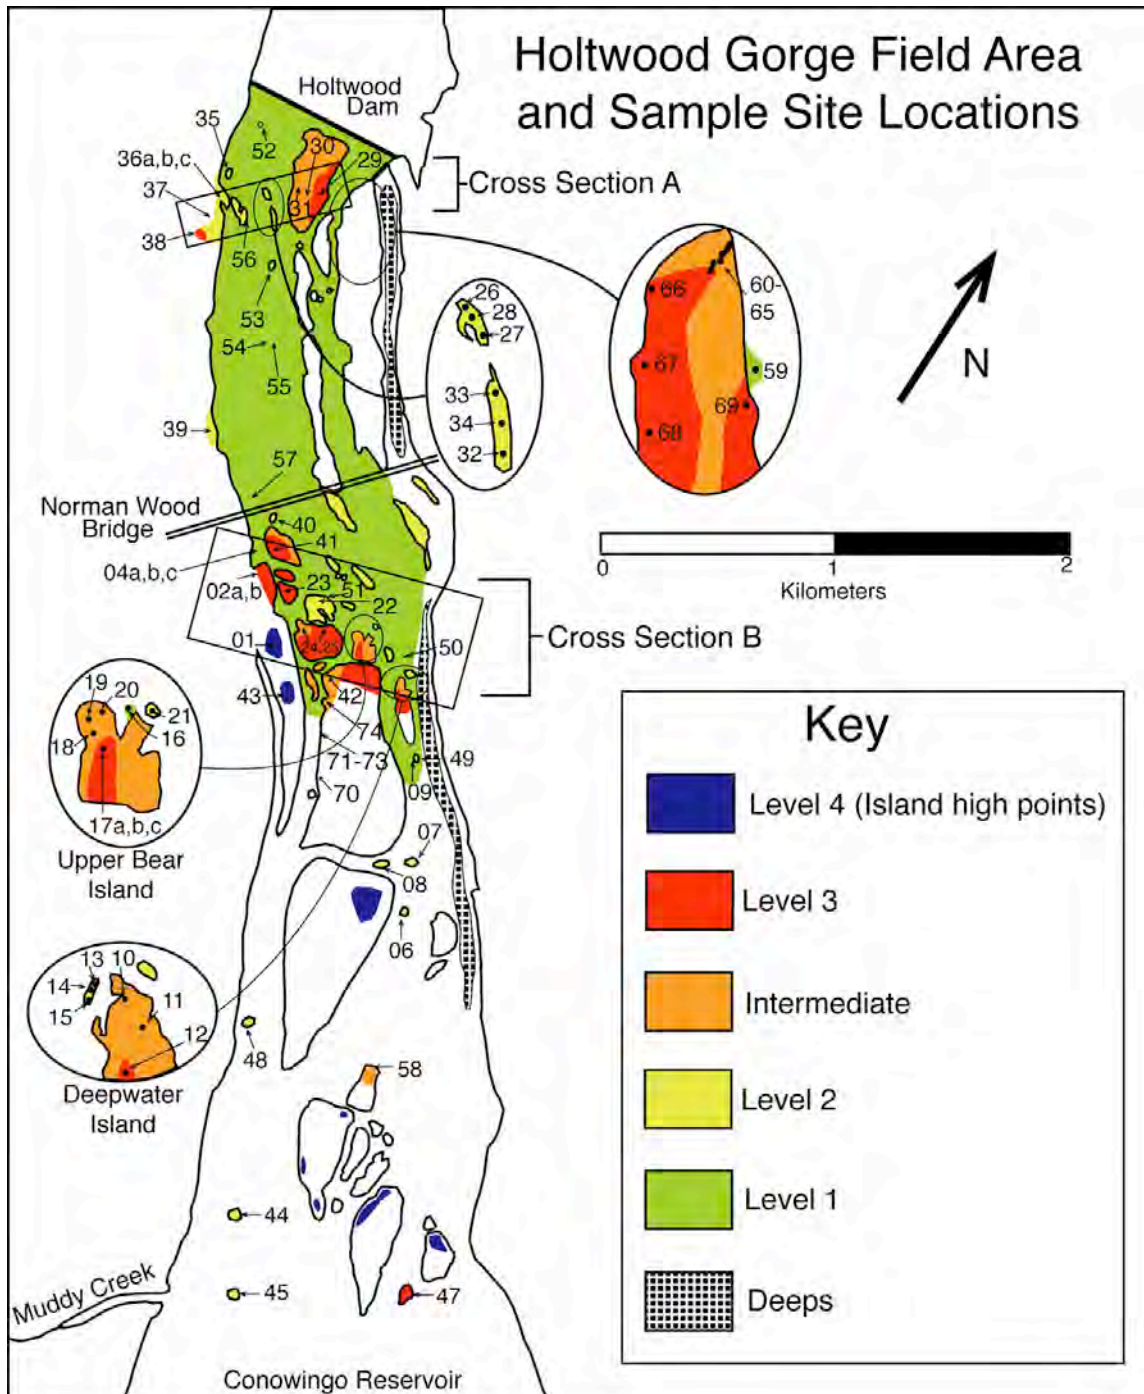 Holtwood Gorge Field Area
and Sample Site Locations
Holtwood
Dam
35
52
30
29
36a,b,c
37
31
Cross Section A
38
56
53
54
55
26
28
27
33
34
32
66
60-
65
67
59
69
68
N
39
57
Norman Wood
Bridge
40
41
04a,b,c
02a,b
23
51
22
0
1
2
Kilometers
01
24,25
50
Cross Section B
43
42
74
19
20
21
18
16
17a,b,c
Upper Bear
Island
71-73
49
70
09
07
08
06
13
10
14
11
15
12
Deepwater
Island
48
58
44
45
47
Muddy Creek
Conowingo Reservoir
Key
Level 4 (Island high points)
Level 3
Intermediate
Level 2
Level 1
Deeps